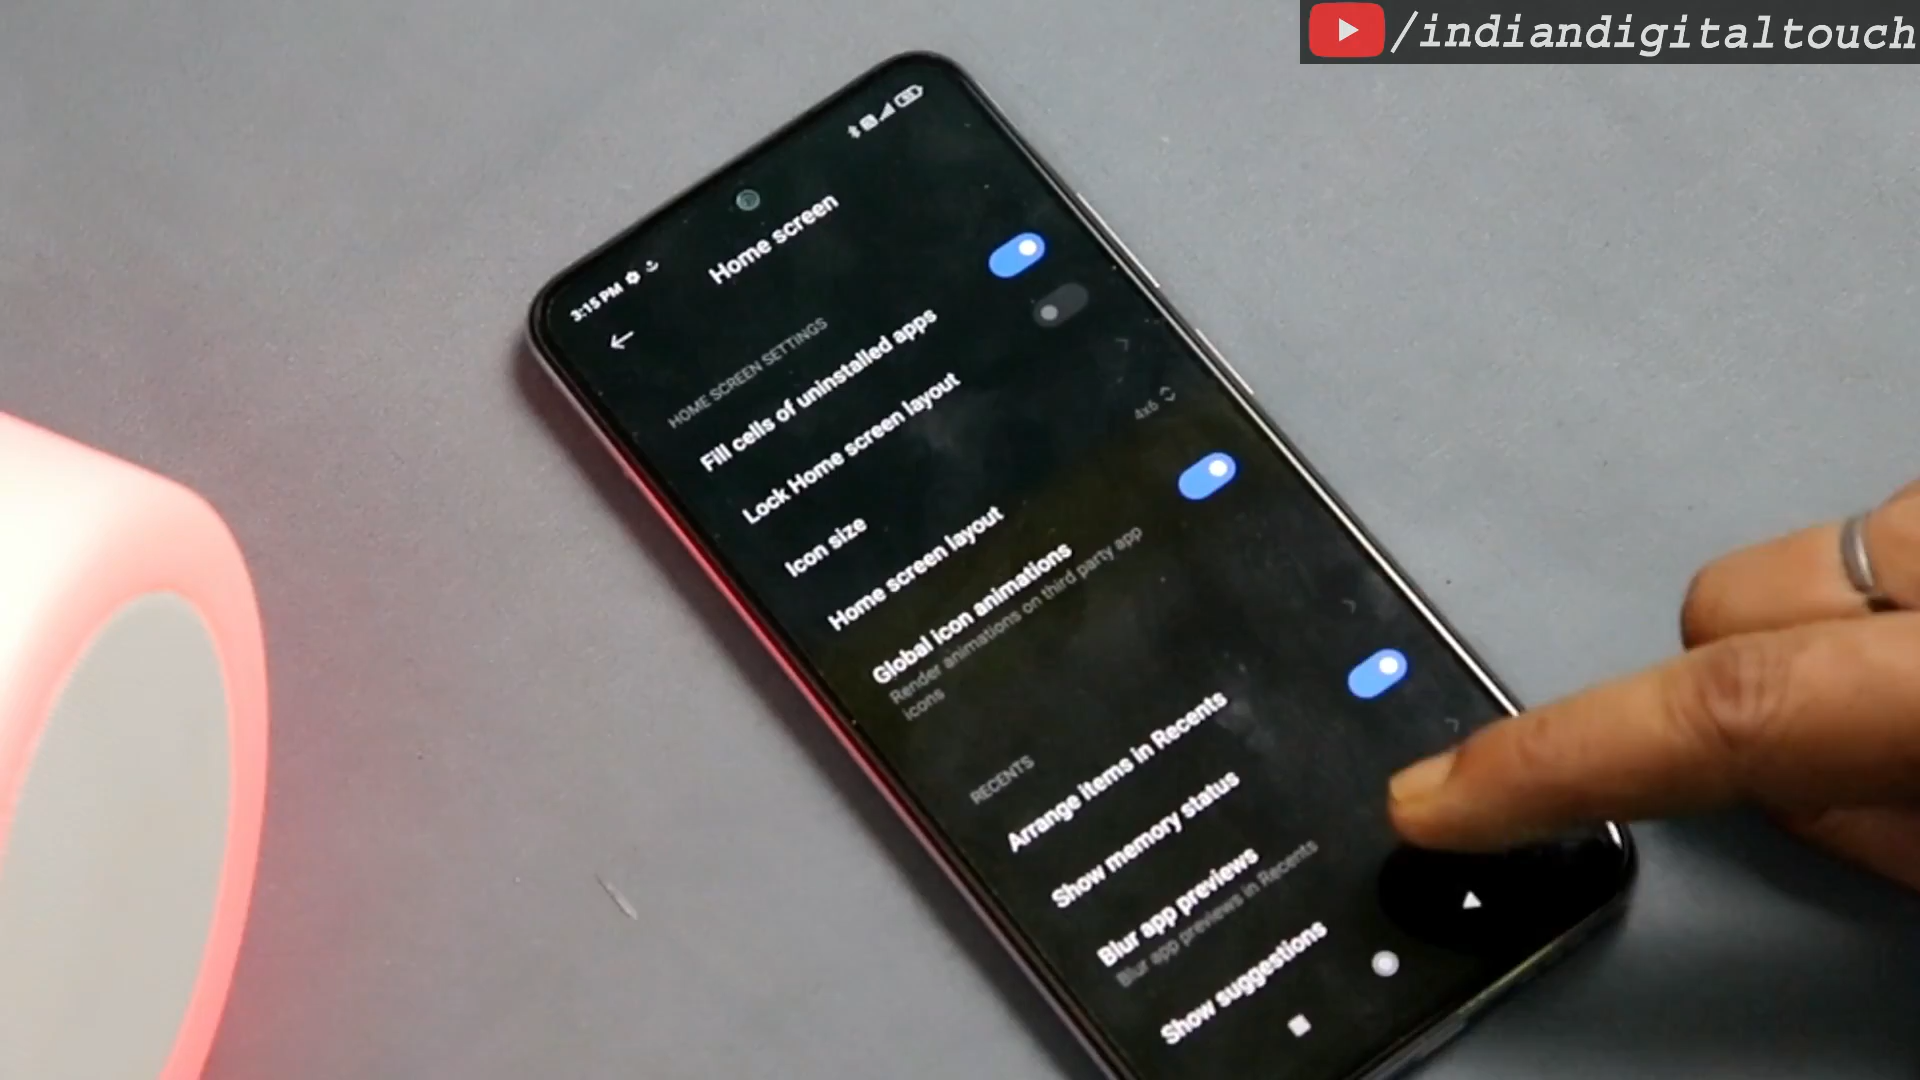 /indiandigitaltouch
3:15 PM
Home screen
HOME SCREEN SETTINGS
Fill cells of uninstalled apps
Lock Home screen layout
Icon size
Home screen layout
4x6
Global icon animations
Render animations on third party app
icons
RECENTS
Arrange items in Recents
Show memory status
Blur app previews
Blur app previews in Recents
Show suggestions